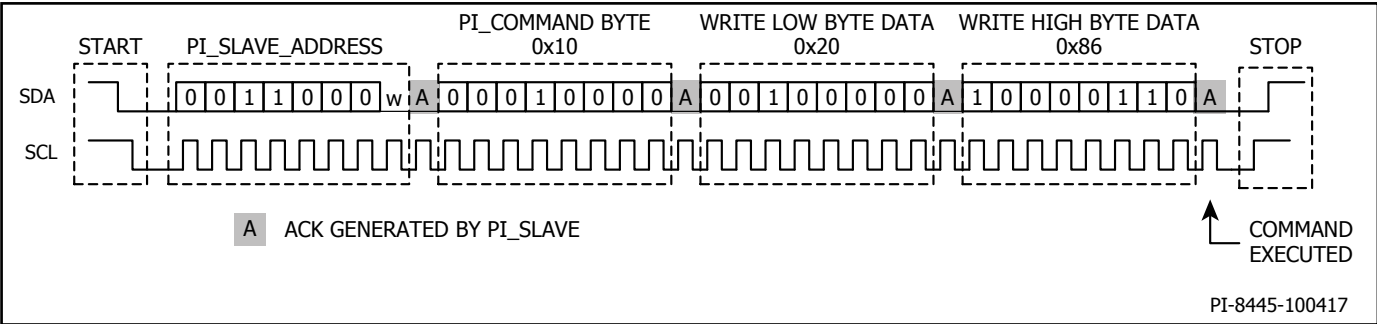 PI_COMMAND BYTE WRITE LOW BYTE DATA WRITE HIGH BYTE DATA
START PI_SLAVE_ADDRESS 0x10 0x20 0x86 STOP
SDA 0 0 1 1 0 0 0 w A 0 0 0 1 0 0 0 0 A 0 0 1 0 0 0 0 0 A 1 0 0 0 0 1 1 0 A
SCL
A ACK GENERATED BY PI_SLAVE
COMMAND
EXECUTED
PI-8445-100417